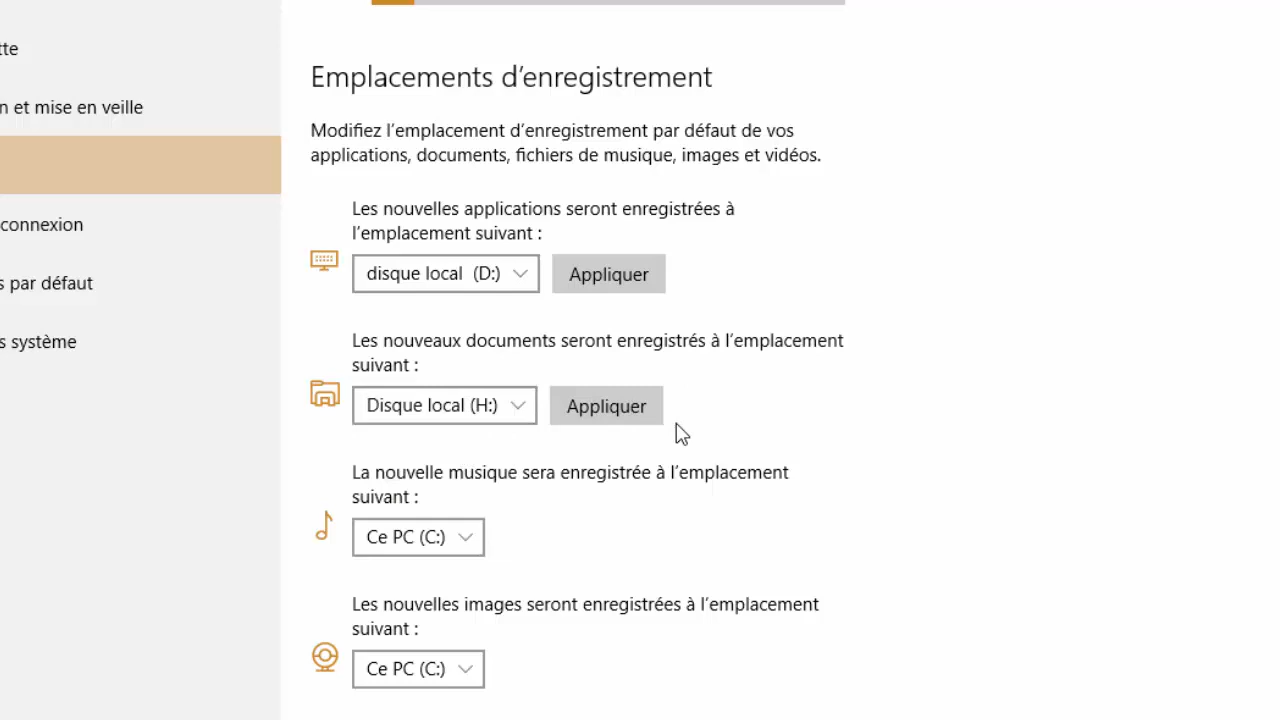 tte
n et mise en veille
connexion
s par défaut
s système
Emplacements d’enregistrement
Modifiez l’emplacement d’enregistrement par défaut de vos
applications, documents, fichiers de musique, images et vidéos.
Les nouvelles applications seront enregistrées à
l’emplacement suivant :
disque local (D:) Appliquer
Les nouveaux documents seront enregistrés à l’emplacement
suivant :
Disque local (H:) Appliquer
La nouvelle musique sera enregistrée à l’emplacement
suivant :
Ce PC (C:)
Les nouvelles images seront enregistrées à l’emplacement
suivant :
Ce PC (C:)